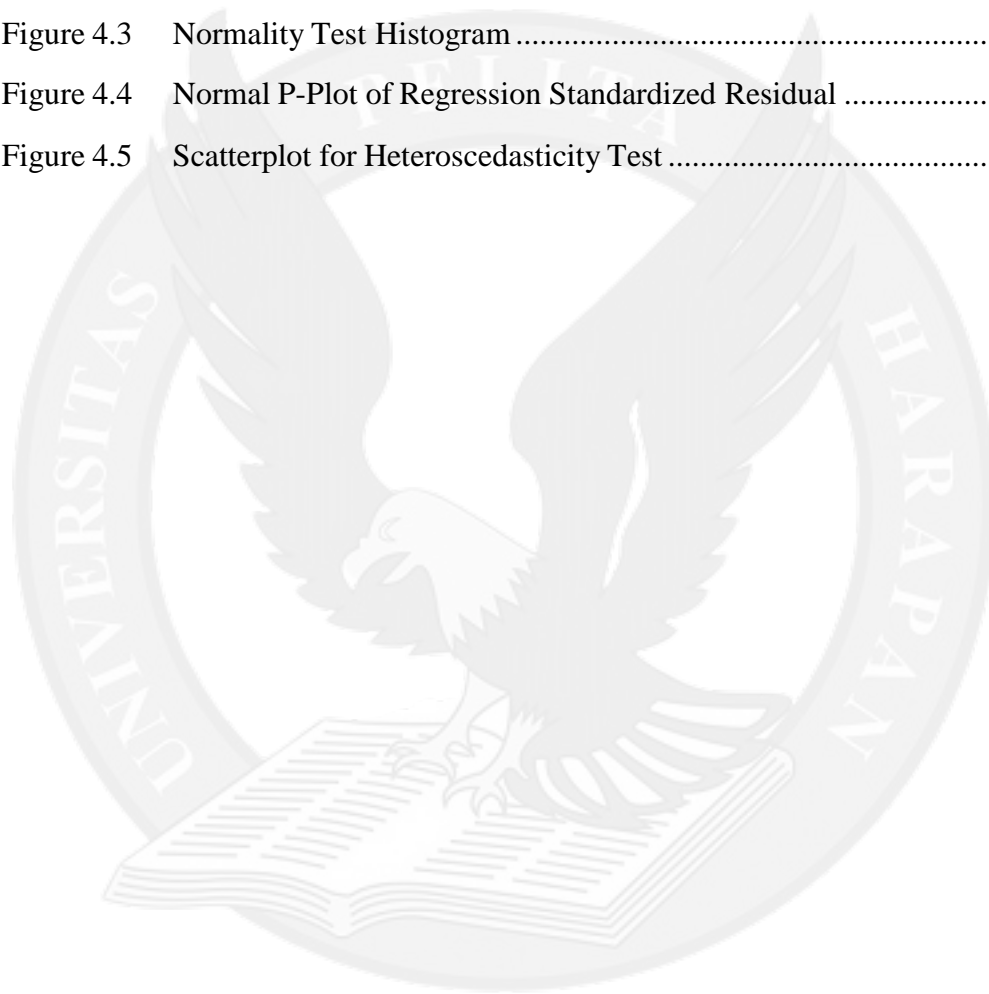 Figure 4.3 Normality Test Histogram ..........................................................
Figure 4.4 Normal P-Plot of Regression Standardized Residual .................
Figure 4.5 Scatterplot for Heteroscedasticity Test .......................................
UNIVERSITAS PELITA HARAPAN